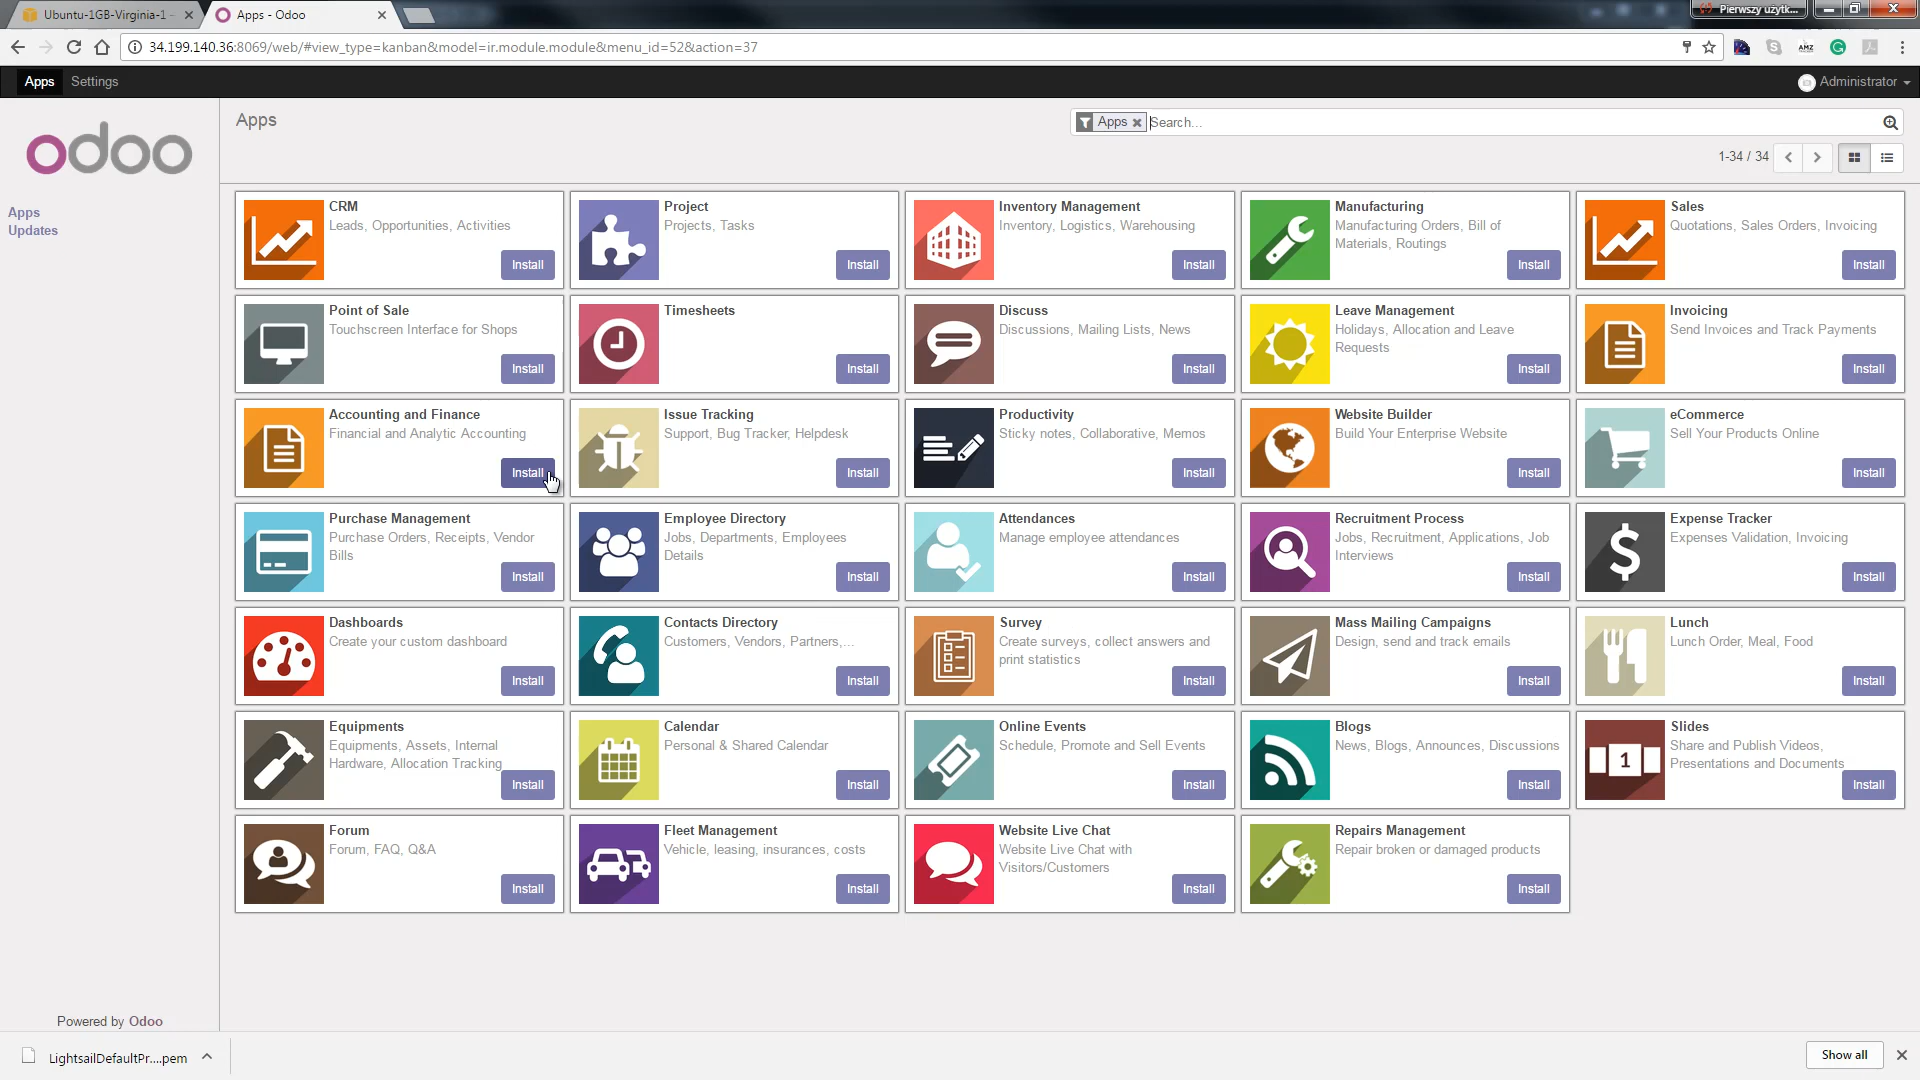 Ubuntu-1GB-Virginia-1 -
Apps - Odoo
Pierwszy użytk...
34.199.140.36:8069/web/#view_type=kanban&model=ir.module.module&menu_id=52&action=37
AMZ
Apps
Settings
Administrator
odoo
Apps
Updates
Apps
Apps
Search...
1-34 / 34
CRM
Leads, Opportunities, Activities
Install
Project
Projects, Tasks
Install
Inventory Management
Inventory, Logistics, Warehousing
Install
Manufacturing
Manufacturing Orders, Bill of
Materials, Routings
Install
Sales
Quotations, Sales Orders, Invoicing
Install
Point of Sale
Touchscreen Interface for Shops
Install
Timesheets
Install
Discuss
Discussions, Mailing Lists, News
Install
Leave Management
Holidays, Allocation and Leave
Requests
Install
Invoicing
Send Invoices and Track Payments
Install
Accounting and Finance
Financial and Analytic Accounting
Install
Issue Tracking
Support, Bug Tracker, Helpdesk
Install
Productivity
Sticky notes, Collaborative, Memos
Install
Website Builder
Build Your Enterprise Website
Install
eCommerce
Sell Your Products Online
Install
Purchase Management
Purchase Orders, Receipts, Vendor
Bills
Install
Employee Directory
Jobs, Departments, Employees
Details
Install
Attendances
Manage employee attendances
Install
Recruitment Process
Jobs, Recruitment, Applications, Job
Interviews
Install
$
Expense Tracker
Expenses Validation, Invoicing
Install
Dashboards
Create your custom dashboard
Install
Contacts Directory
Customers, Vendors, Partners,...
Install
Survey
Create surveys, collect answers and
print statistics
Install
Mass Mailing Campaigns
Design, send and track emails
Install
Lunch
Lunch Order, Meal, Food
Install
Equipments
Equipments, Assets, Internal
Hardware, Allocation Tracking
Install
Calendar
Personal & Shared Calendar
Install
Online Events
Schedule, Promote and Sell Events
Install
Blogs
News, Blogs, Announces, Discussions
Install
1
Slides
Share and Publish Videos,
Presentations and Documents
Install
Forum
Forum, FAQ, Q&A
Install
Fleet Management
Vehicle, leasing, insurances, costs
Install
Website Live Chat
Website Live Chat with
Visitors/Customers
Install
Repairs Management
Repair broken or damaged products
Install
Powered by Odoo
LightsailDefaultPr....pem
Show all